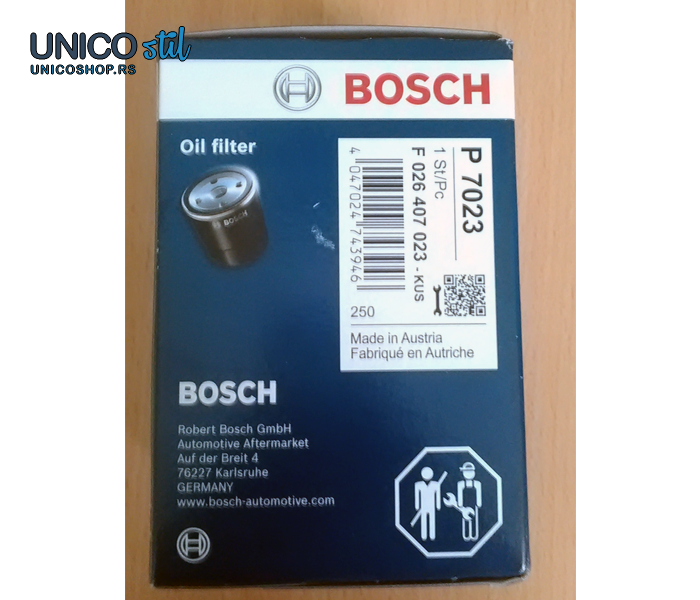 UNICO stil
UNICOSHOP.RS
BOSCH
Oil filter
BOSCH
P 7023
1 St/Pc
F 026 407 023 - KUS
4 047024 743946
250
Made in Austria
Fabriqué en Autriche
BOSCH
Robert Bosch GmbH
Automotive Aftermarket
Auf der Breit 4
76227 Karlsruhe
GERMANY
www.bosch-automotive.com